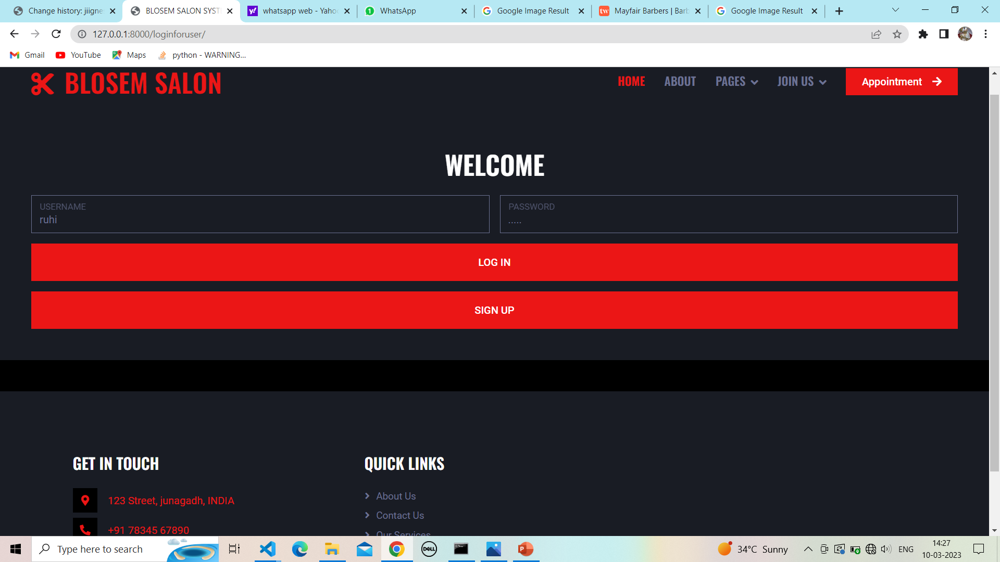 Change history: jiigne
BLOSEM SALON SYST
whatsapp web - Yaho
WhatsApp
Google Image Result
Mayfair Barbers | Barb
Google Image Result
127.0.0.1:8000/loginforuser/
Gmail
YouTube
Maps
python - WARNING...
BLOSEM SALON
HOME
ABOUT
PAGES
JOIN US
Appointment
WELCOME
USERNAME
ruhi
PASSWORD
.....
LOG IN
SIGN UP
GET IN TOUCH
123 Street, junagadh, INDIA
+91 78345 67890
QUICK LINKS
About Us
Contact Us
Our Services
Type here to search
DELL
34°C Sunny
ENG
14:27
10-03-2023